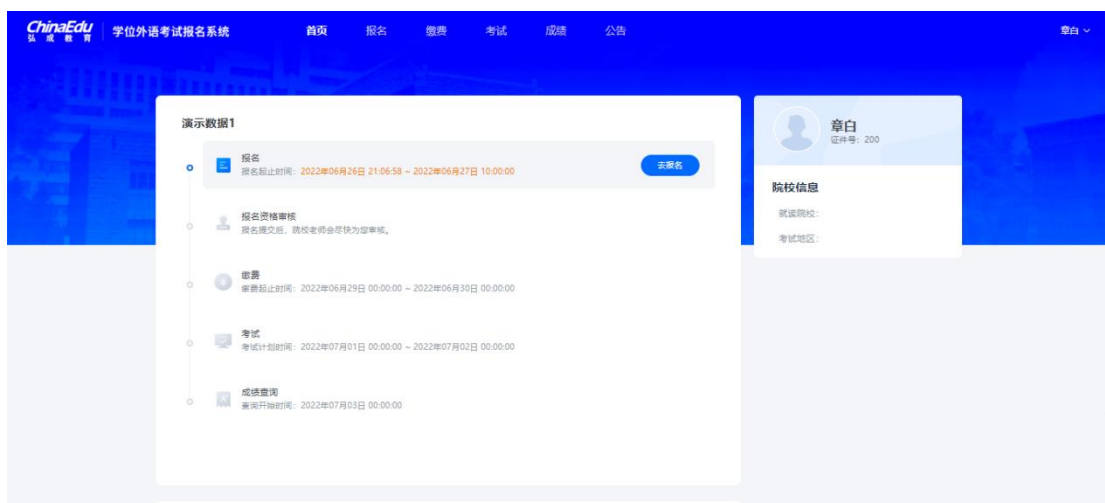 ChinaEdu
弘成教育
学位外语考试报名系统
首页 报名 缴费 考试 成绩 公告
章白
演示数据1
报名
报名起止时间：2022年06月26日 21:06:58 ~ 2022年06月27日 10:00:00
去报名
报名资格审核
报名提交后，院校老师会尽快为您审核。
缴费
缴费起止时间：2022年06月29日 00:00:00 ~ 2022年06月30日 00:00:00
考试
考试计划时间：2022年07月01日 00:00:00 ~ 2022年07月02日 00:00:00
成绩查询
查询开始时间：2022年07月03日 00:00:00
章白
证件号：200
院校信息
就读院校：
考试地区：